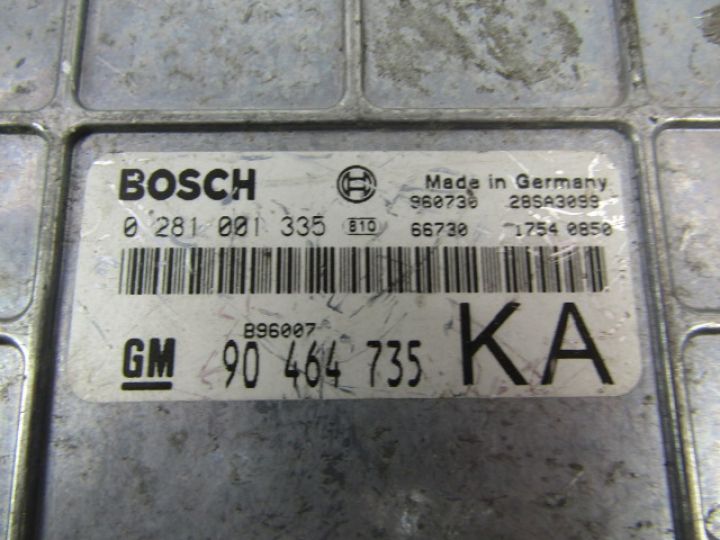 BOSCH Made in Germany
960730 28SA3099
0 281 001 335 810 66730 1754 0850
B96007
GM 90 464 735 KA